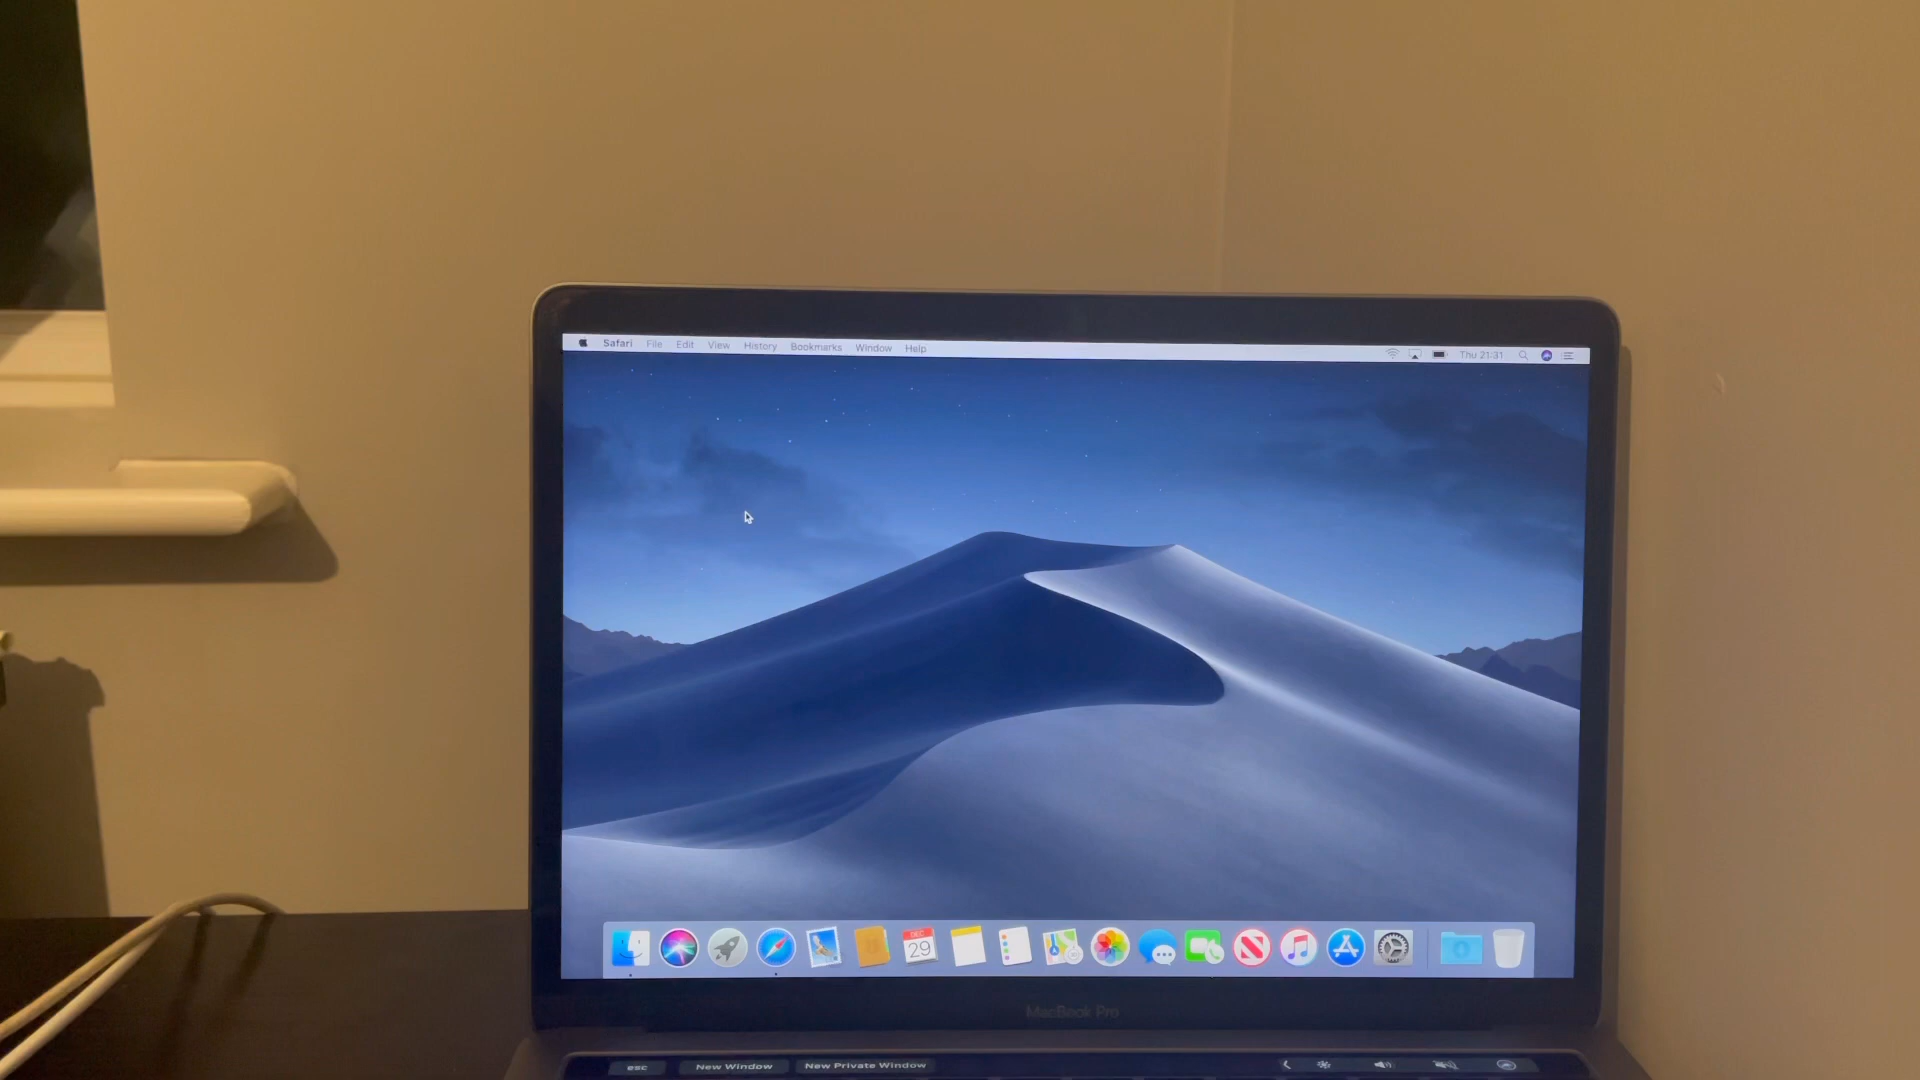 Safari File Edit View History Bookmarks Window Help
Thu 21:31
DEC
29
MacBook Pro
esc New Window New Private Window